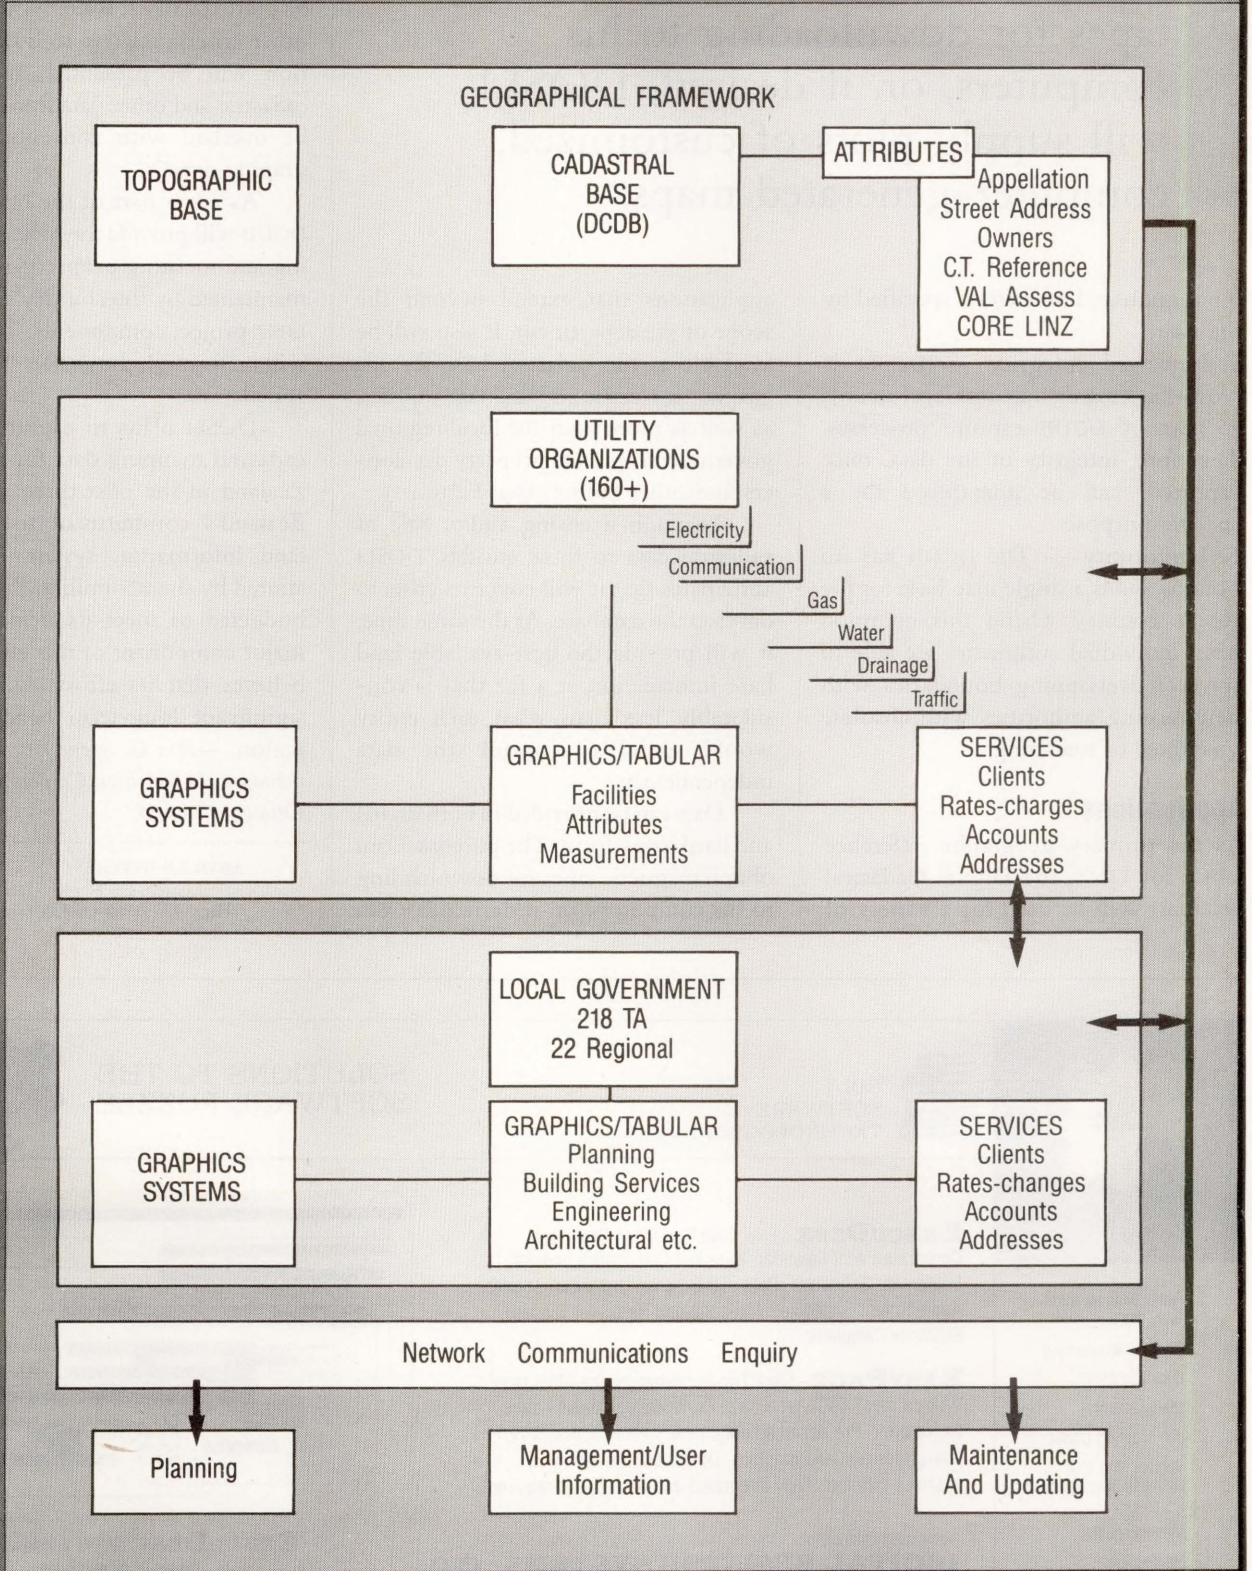 GEOGRAPHICAL FRAMEWORK
TOPOGRAPHIC
BASE
CADASTRAL
BASE
(DCDB)
ATTRIBUTES
Appellation
Street Address
Owners
C.T. Reference
VAL Assess
CORE LINZ
UTILITY
ORGANIZATIONS
(160+)
Electricity
Communication
Gas
Water
Drainage
Traffic
GRAPHICS
SYSTEMS
GRAPHICS/TABULAR
Facilities
Attributes
Measurements
SERVICES
Clients
Rates-charges
Accounts
Addresses
LOCAL GOVERNMENT
218 TA
22 Regional
GRAPHICS
SYSTEMS
GRAPHICS/TABULAR
Planning
Building Services
Engineering
Architectural etc.
SERVICES
Clients
Rates-changes
Accounts
Addresses
Network Communications Enquiry
Planning
Management/User
Information
Maintenance
And Updating